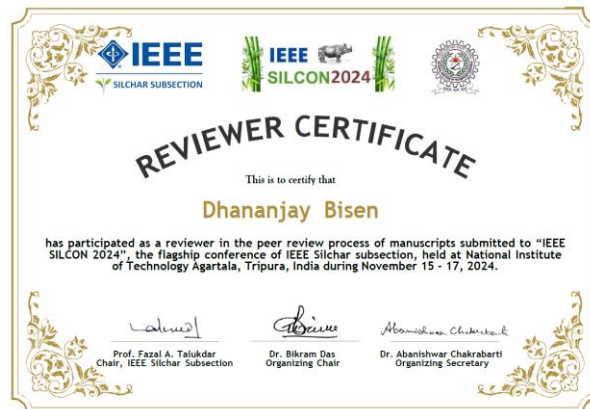 IEEE
SILCHAR SUBSECTION
IEEE
SILCON2024
REVIEWER CERTIFICATE
This is to certify that
Dhananjay Bisen
has participated as a reviewer in the peer review process of manuscripts submitted to “IEEE
SILCON 2024”, the flagship conference of IEEE Silchar subsection, held at National Institute
of Technology Agartala, Tripura, India during November 15 - 17, 2024.
Prof. Fazal A. Talukdar
Chair, IEEE Silchar Subsection
Dr. Bikram Das
Organizing Chair
Dr. Abanishwar Chakrabarti
Organizing Secretary